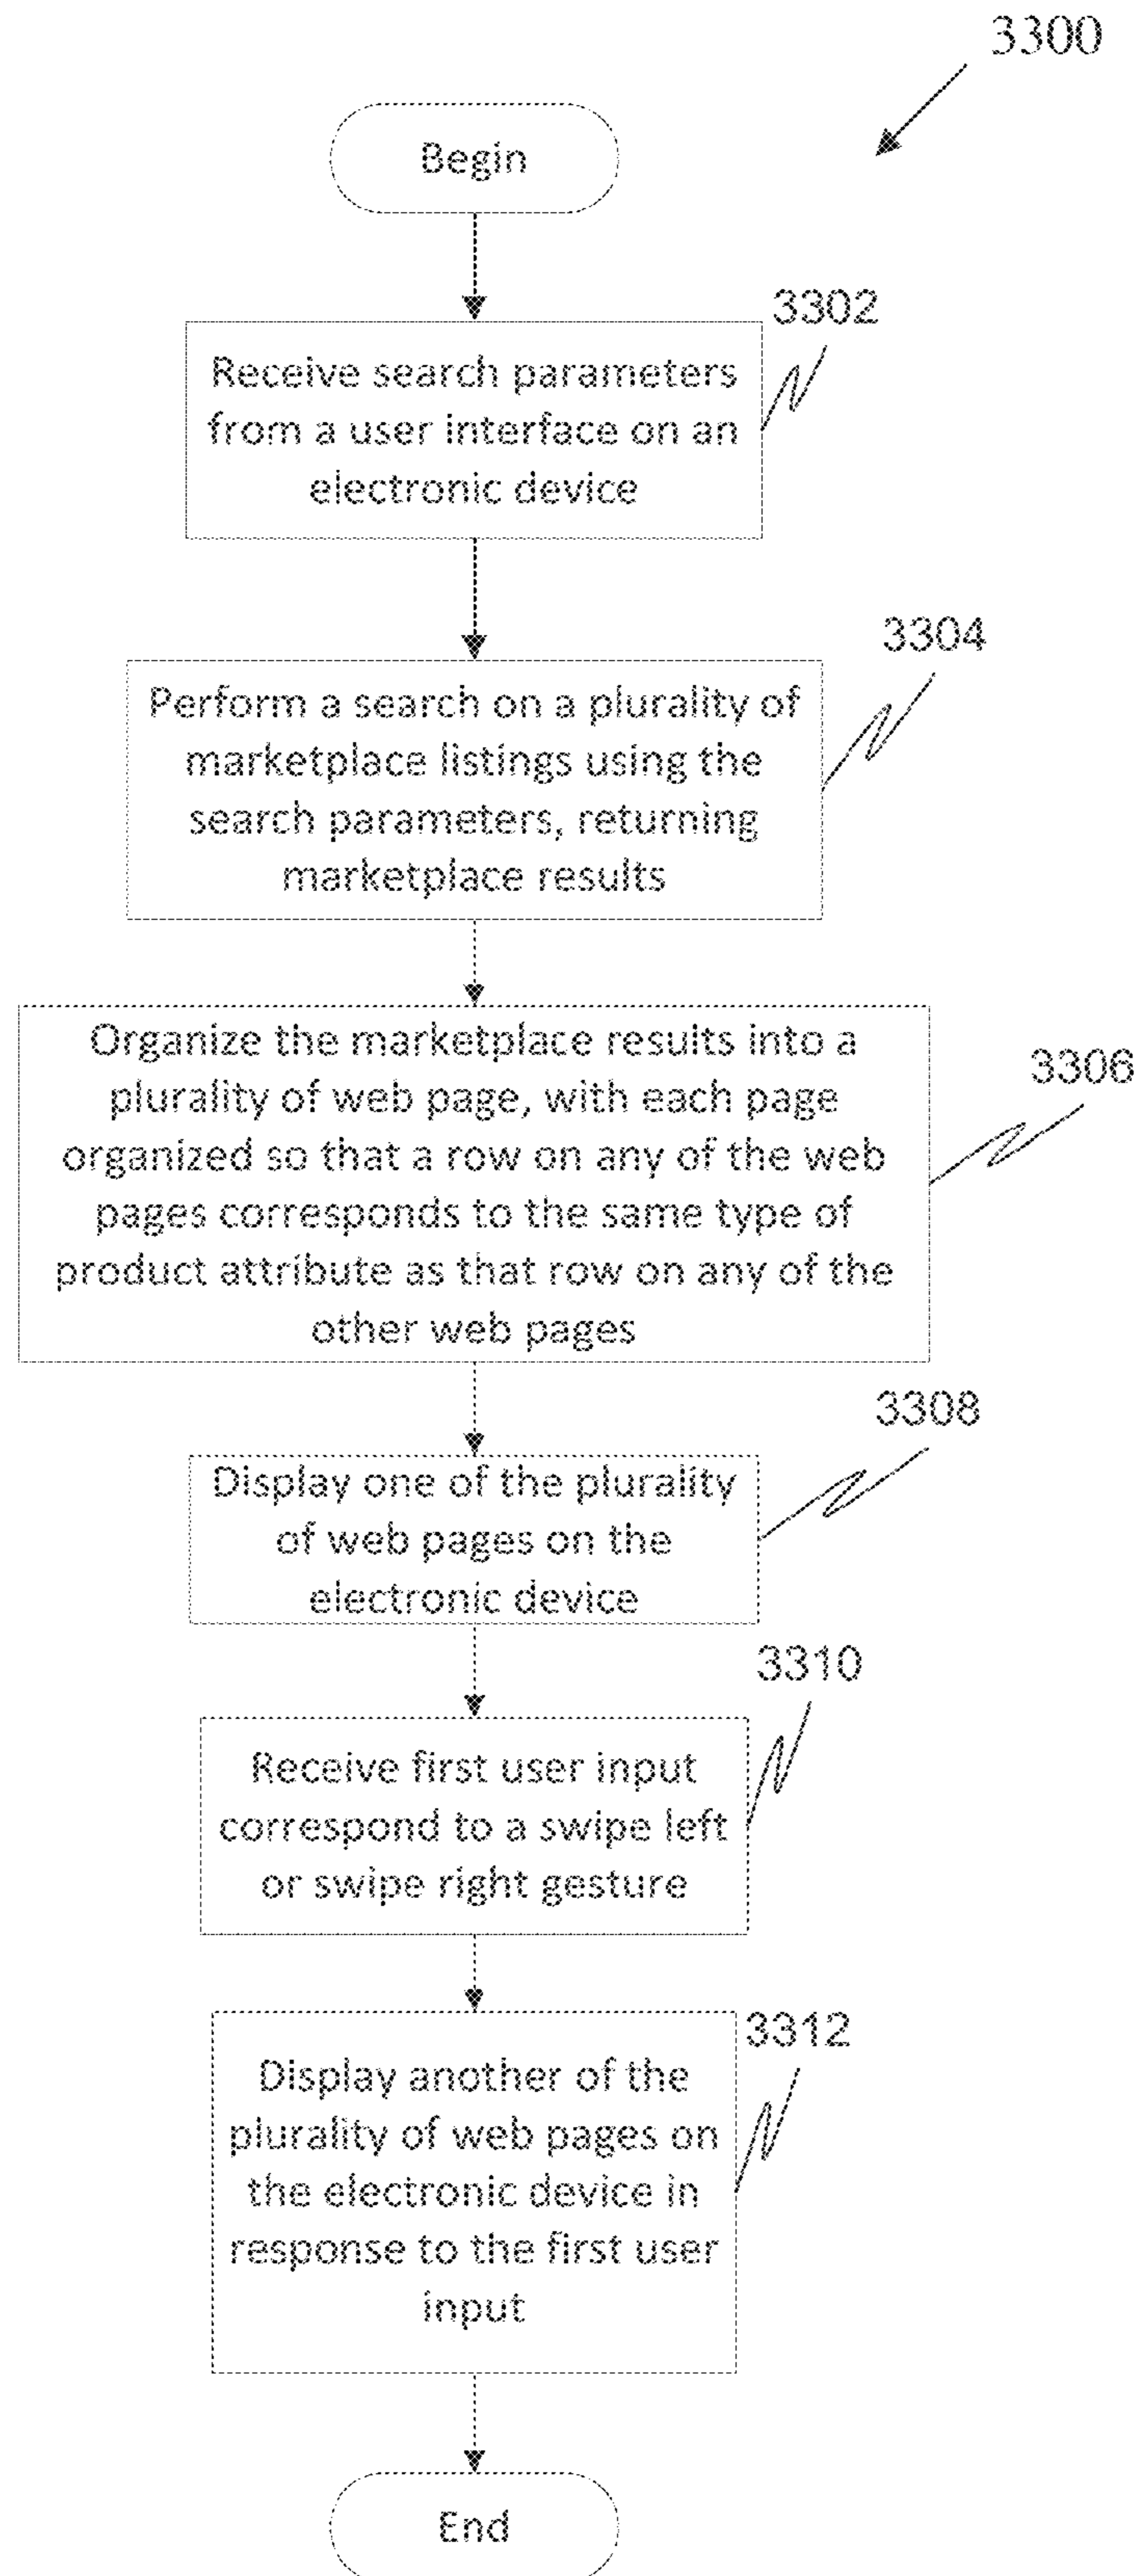 3300
Begin
3302
Receive search parameters
from a user interface on an
electronic device
3304
Perform a search on a plurality of
marketplace listings using the
search parameters, returning
marketplace results
3306
Organize the marketplace results into a
plurality of web page, with each page
organized so that a row on any of the web
pages corresponds to the same type of
product attribute as that row on any of the
other web pages
3308
Display one of the plurality
of web pages on the
electronic device
3310
Receive first user input
correspond to a swipe left
or swipe right gesture
3312
Display another of the
plurality of web pages on
the electronic device in
response to the first user
input
End